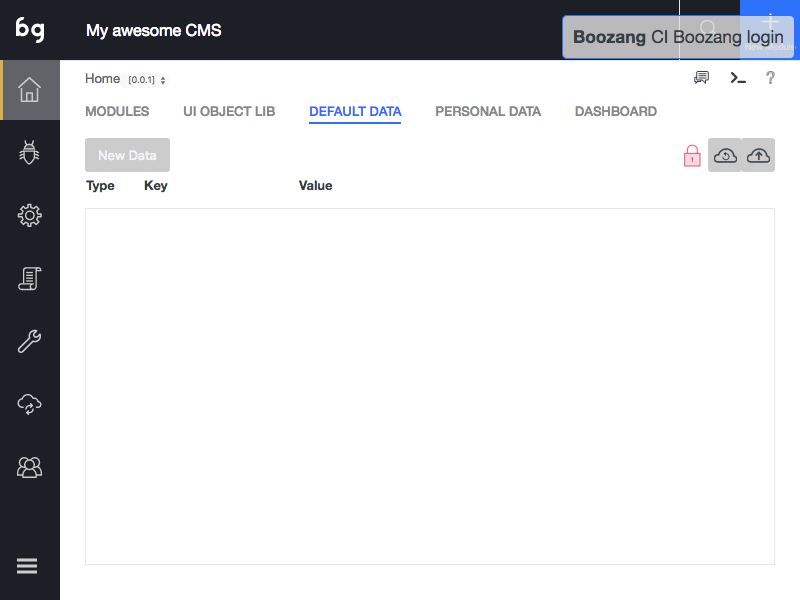 bg
My awesome CMS
Boozang CI Boozang login
Home [0.0.1]
?
MODULES UI OBJECT LIB DEFAULT DATA PERSONAL DATA DASHBOARD
New Data
1
Type Key Value